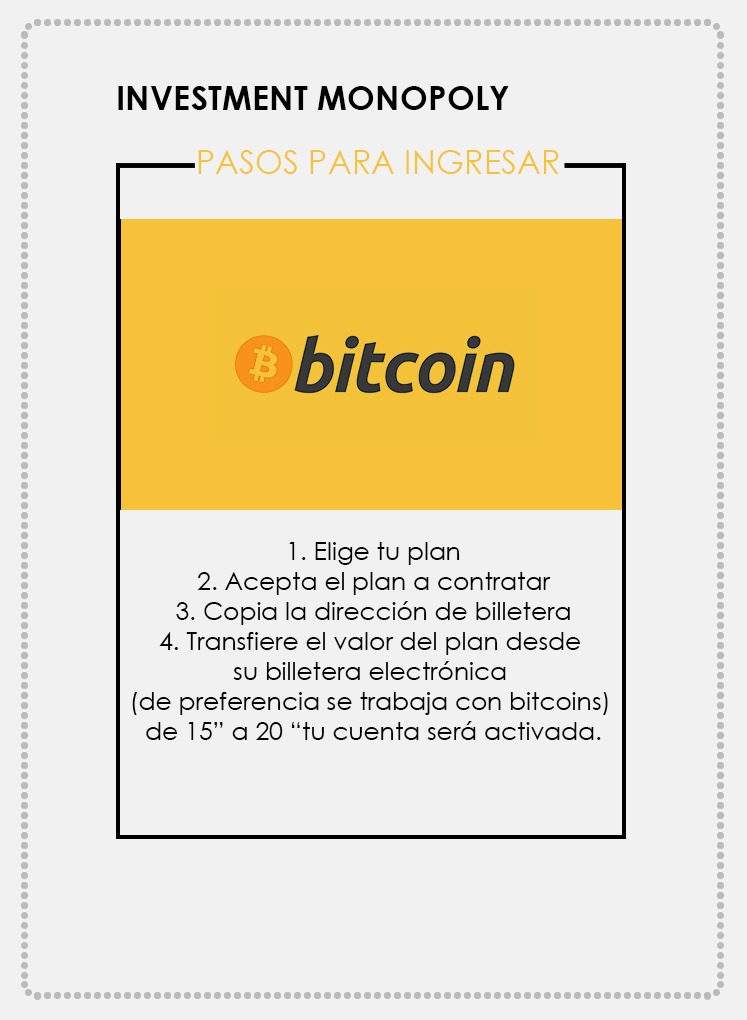 INVESTMENT MONOPOLY
PASOS PARA INGRESAR
bitcoin
1. Elige tu plan
2. Acepta el plan a contratar
3. Copia la dirección de billetera
4. Transfiere el valor del plan desde
su billetera electrónica
(de preferencia se trabaja con bitcoins)
de 15” a 20 “tu cuenta será activada.